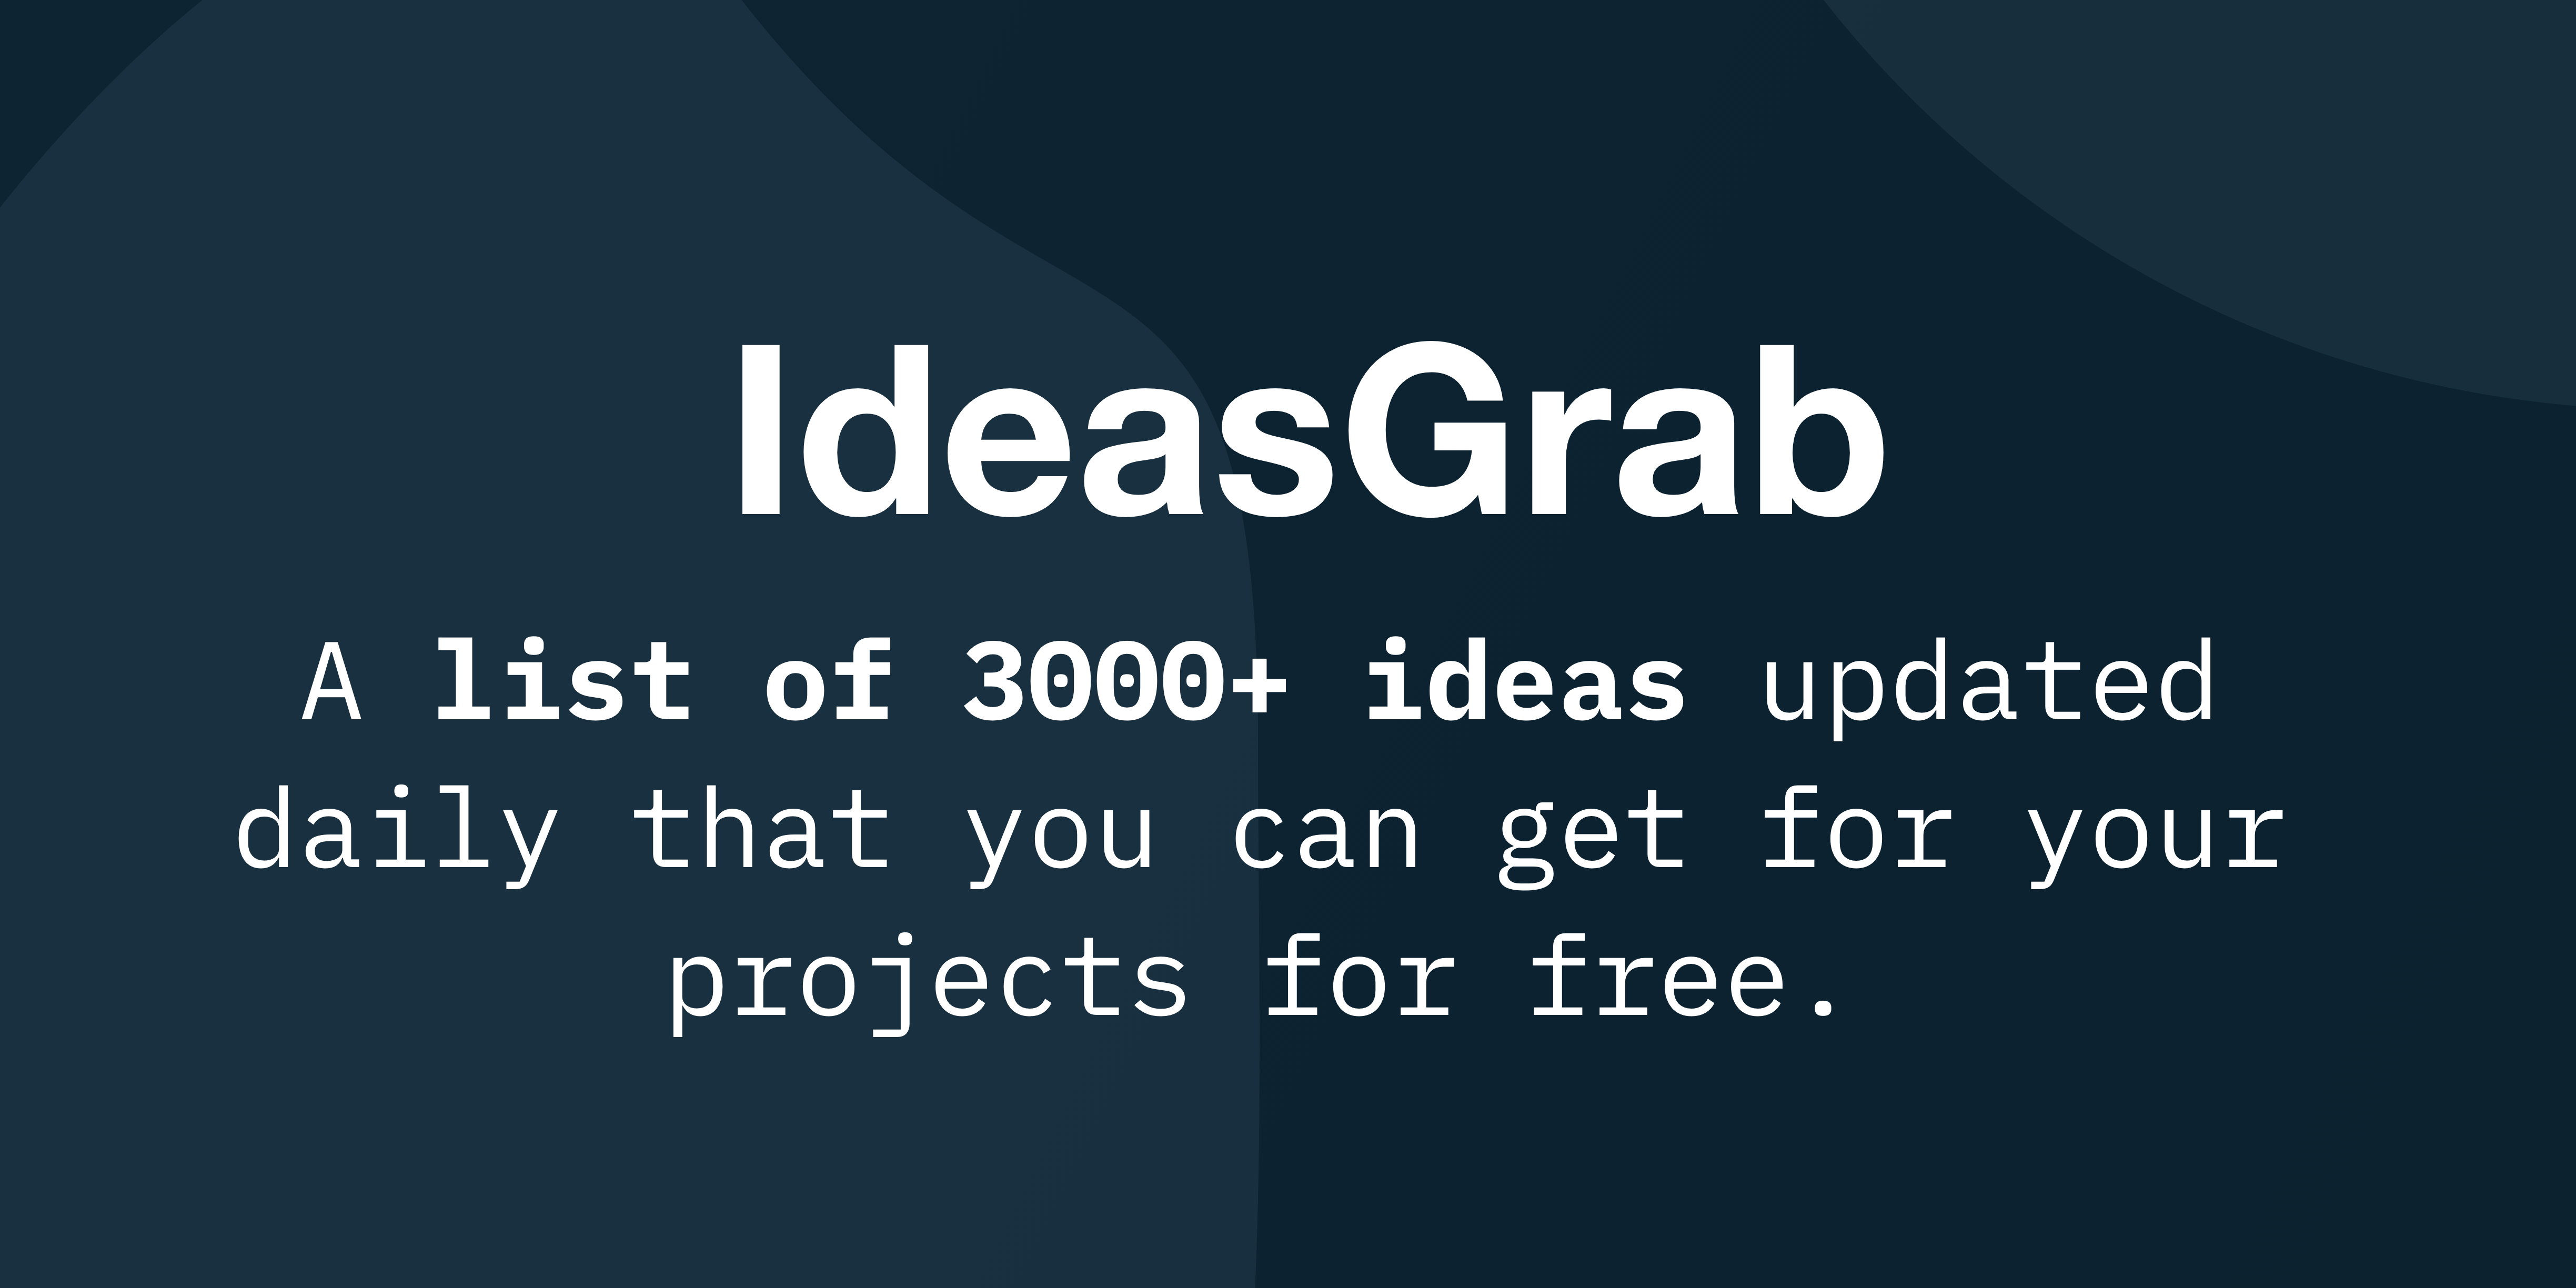 IdeasGrab
A list of 3000+ ideas updated
daily that you can get for your
projects for free.